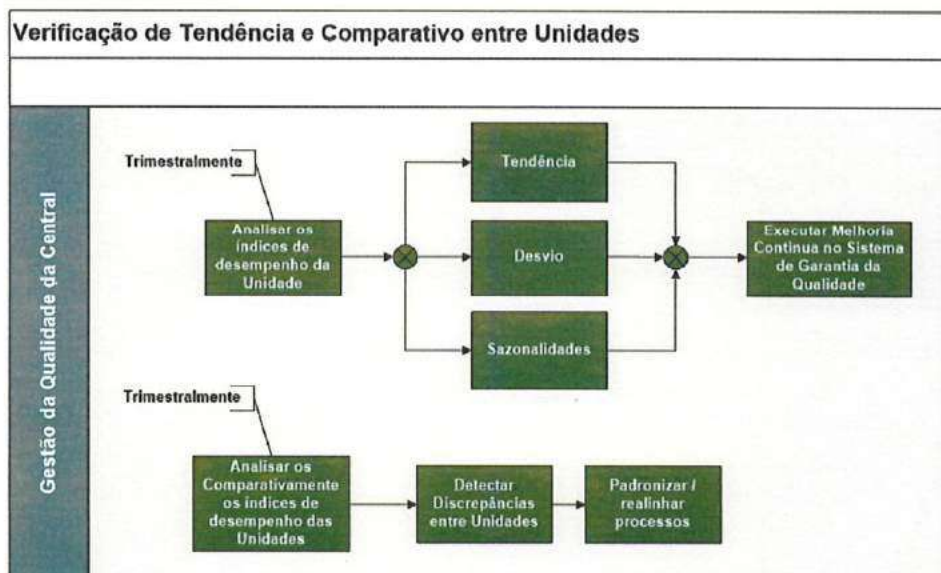 Verificação de Tendência e Comparativo entre Unidades
Gestão da Qualidade da Central
Trimestralmente
Analisar os
índices de
desempenho da
Unidade
Tendência
Desvio
Sazonalidades
Executar Melhoria
Continua no Sistema
de Garantia da
Qualidade
Trimestralmente
Analisar os
Comparativamente
os índices de
desempenho das
Unidades
Detectar
Discrepâncias
entre Unidades
Padronizar /
realinhar
processos